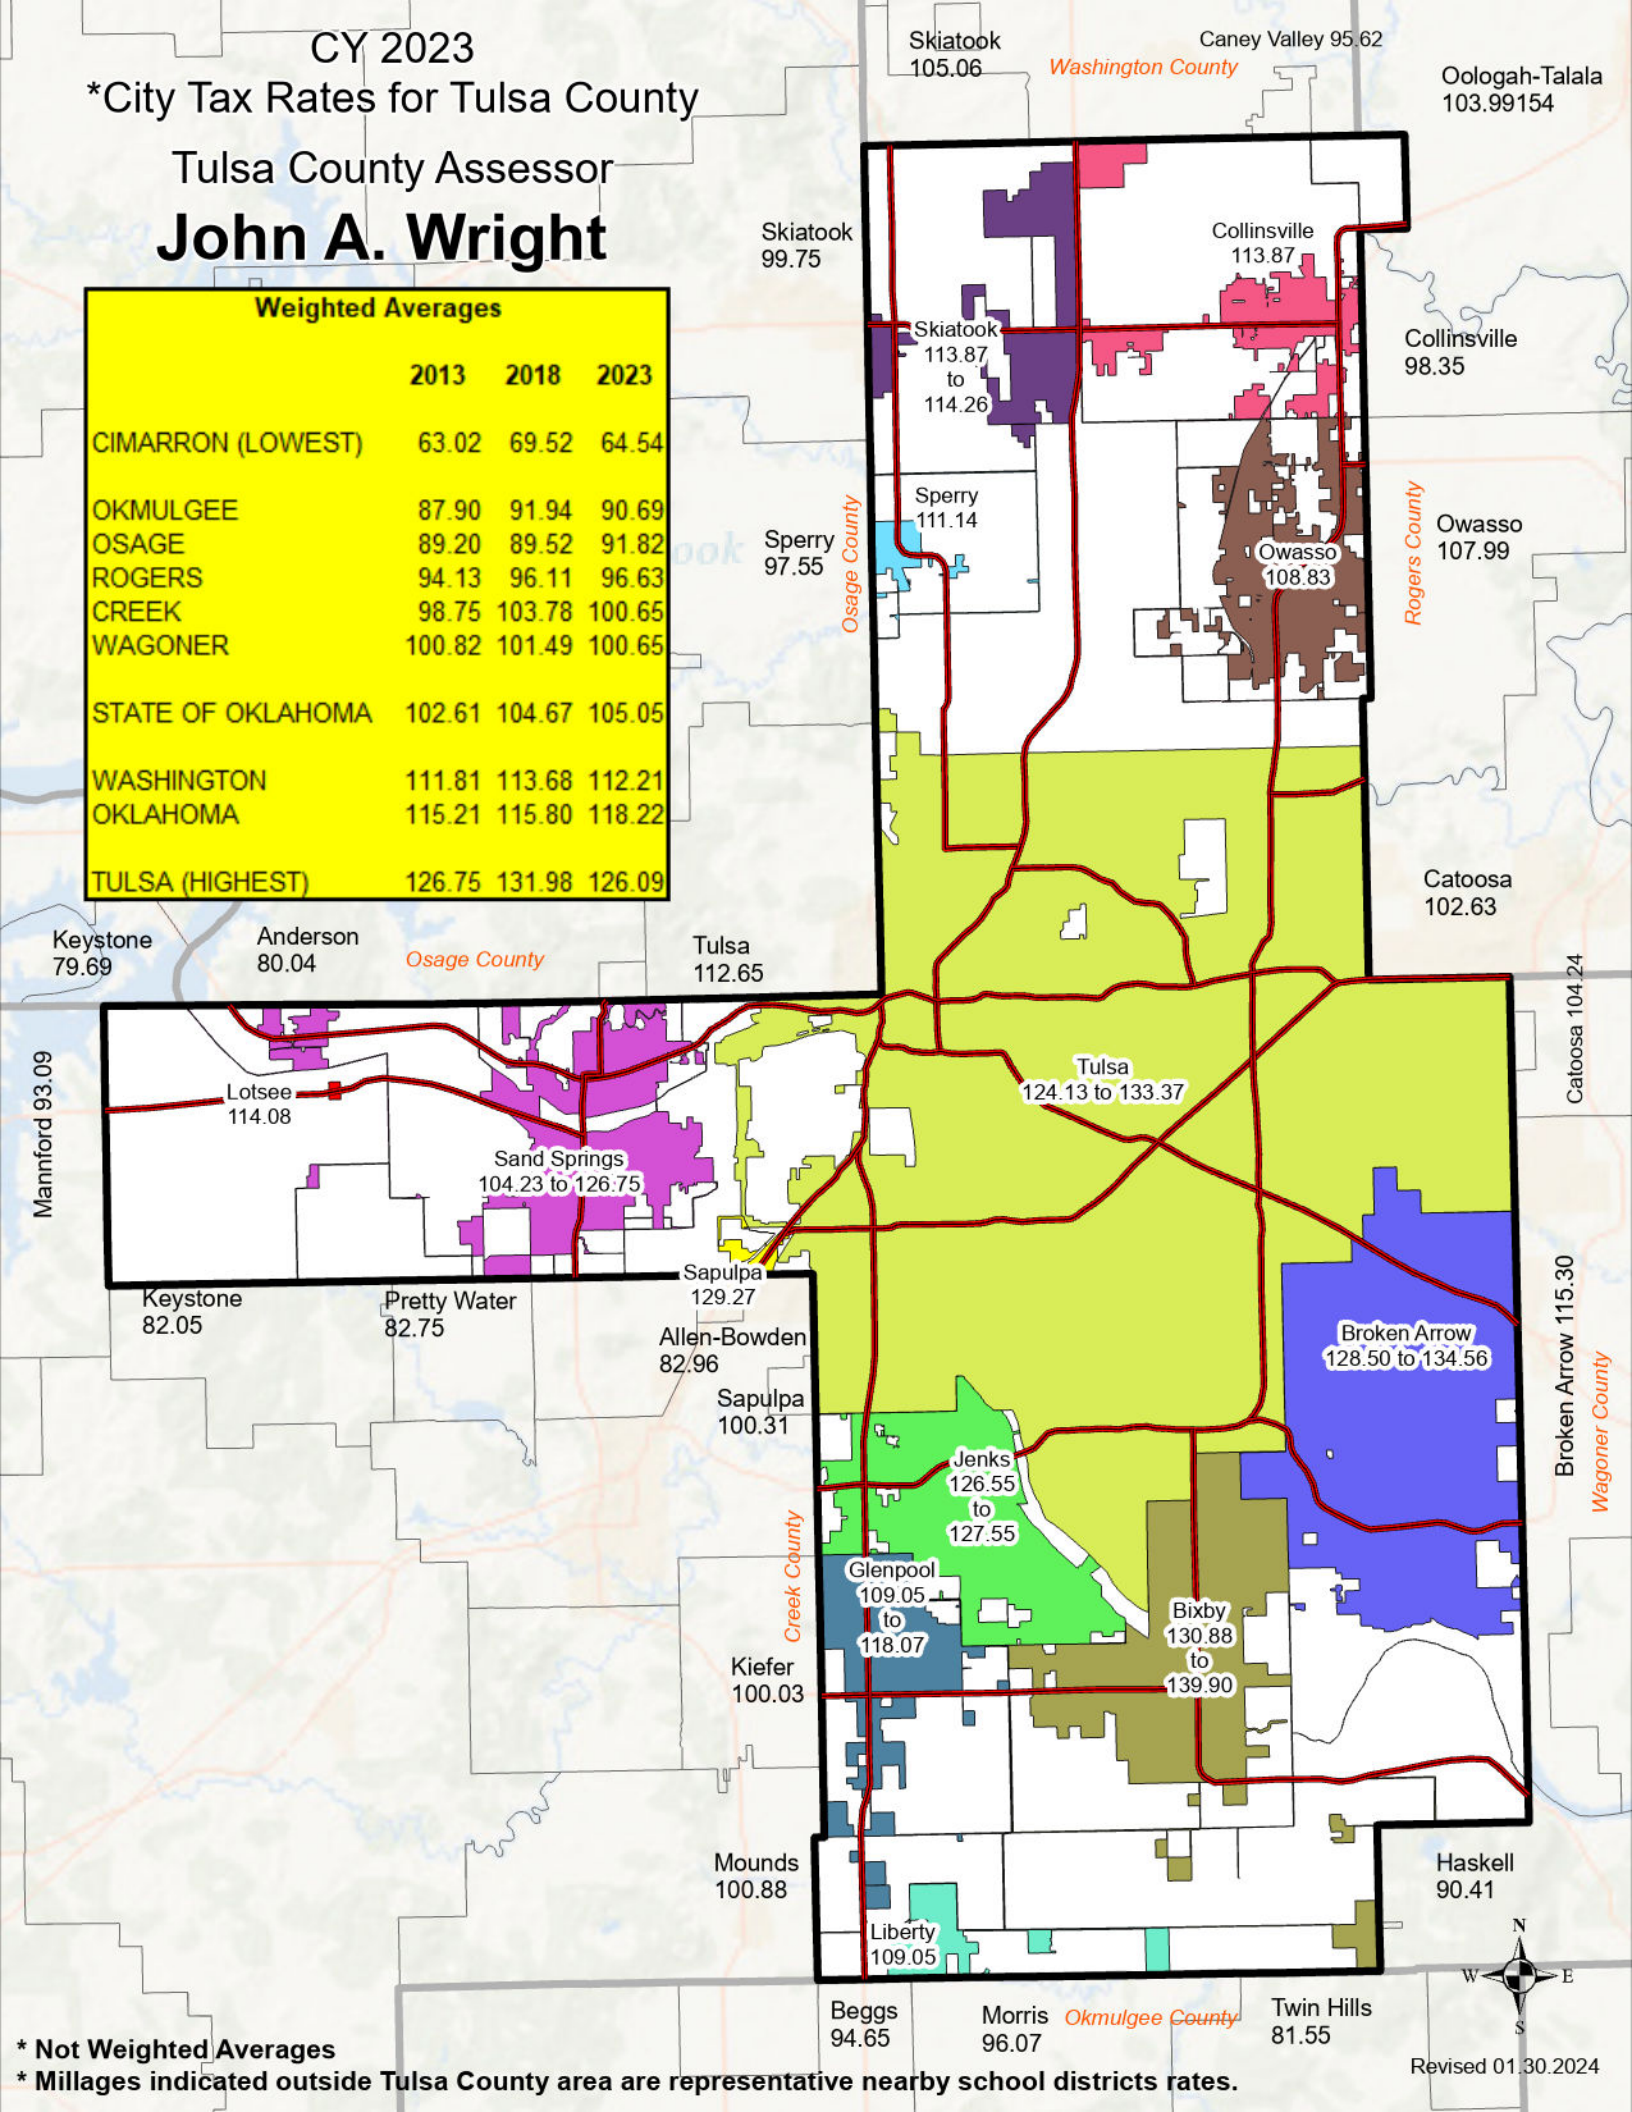 CY 2023
*City Tax Rates for Tulsa County
Tulsa County Assessor
John A. Wright
Weighted Averages
2013 2018 2023
CIMARRON (LOWEST) 63.02 69.52 64.54
OKMULGEE 87.90 91.94 90.69
OSAGE 89.20 89.52 91.82
ROGERS 94.13 96.11 96.63
CREEK 98.75 103.78 100.65
WAGONER 100.82 101.49 100.65
STATE OF OKLAHOMA 102.61 104.67 105.05
WASHINGTON 111.81 113.68 112.21
OKLAHOMA 115.21 115.80 118.22
TULSA (HIGHEST) 126.75 131.98 126.09
Skiatook
105.06
Washington County
Caney Valley 95.62
Oologah-Talala
103.99154
Skiatook
99.75
Collinsville
113.87
Skiatook
113.87
to
114.26
Collinsville
98.35
Sperry
111.14
Sperry
97.55
Osage County
Owasso
108.83
Rogers County
Owasso
107.99
ook
Catoosa
102.63
Keystone
79.69
Anderson
80.04
Osage County
Tulsa
112.65
Catoosa 104.24
Mannford 93.09
Lotsee
114.08
Sand Springs
104.23 to 126.75
Tulsa
124.13 to 133.37
Sapulpa
129.27
Keystone
82.05
Pretty Water
82.75
Allen-Bowden
82.96
Sapulpa
100.31
Broken Arrow
128.50 to 134.56
Broken Arrow 115.30
Wagoner County
Jenks
126.55
to
127.55
Creek County
Glenpool
109.05
to
118.07
Bixby
130.88
to
139.90
Kiefer
100.03
Mounds
100.88
Haskell
90.41
Liberty
109.05
N
W E
S
Beggs
94.65
Morris
96.07
Okmulgee County
Twin Hills
81.55
* Not Weighted Averages
* Millages indicated outside Tulsa County area are representative nearby school districts rates.
Revised 01.30.2024